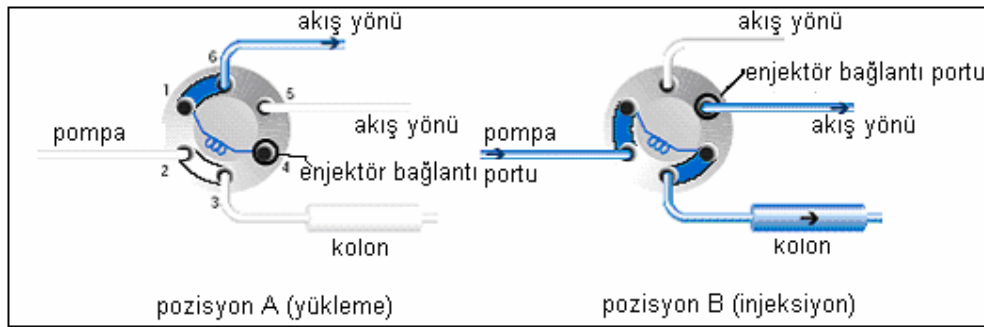 akış yönü
6
1
5
pompa
akış yönü
2
4
enjektör bağlantı
portu
3
kolon
pozisyon A (yükleme)
akış yönü
enjektör bağlantı portu
pompa
akış yönü
kolon
pozisyon B (injeksiyon)